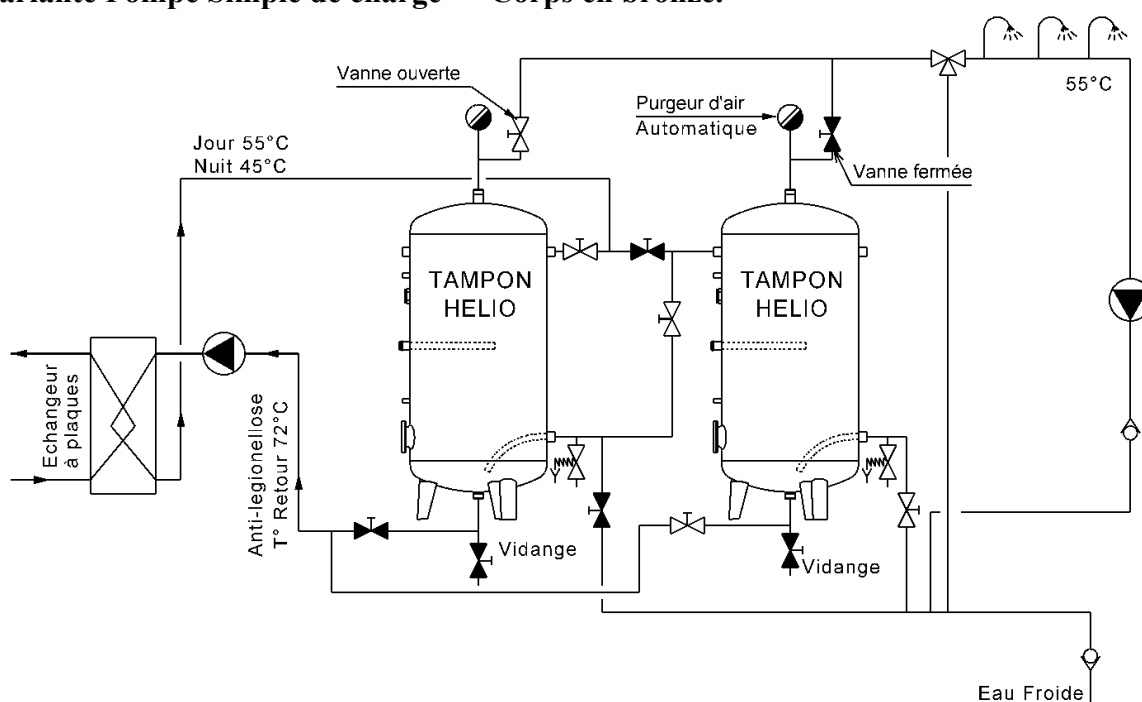 ariante Pompe Simple de charge — Corps en bronze.
Vanne ouverte
Purgeur d'air
Automatique
55°C
Jour 55°C
Nuit 45°C
Vanne fermée
TAMPON
HELIO
TAMPON
HELIO
Echangeur
à plaques
Anti-legionellose
T° Retour 72°C
Vidange
Vidange
Eau Froide